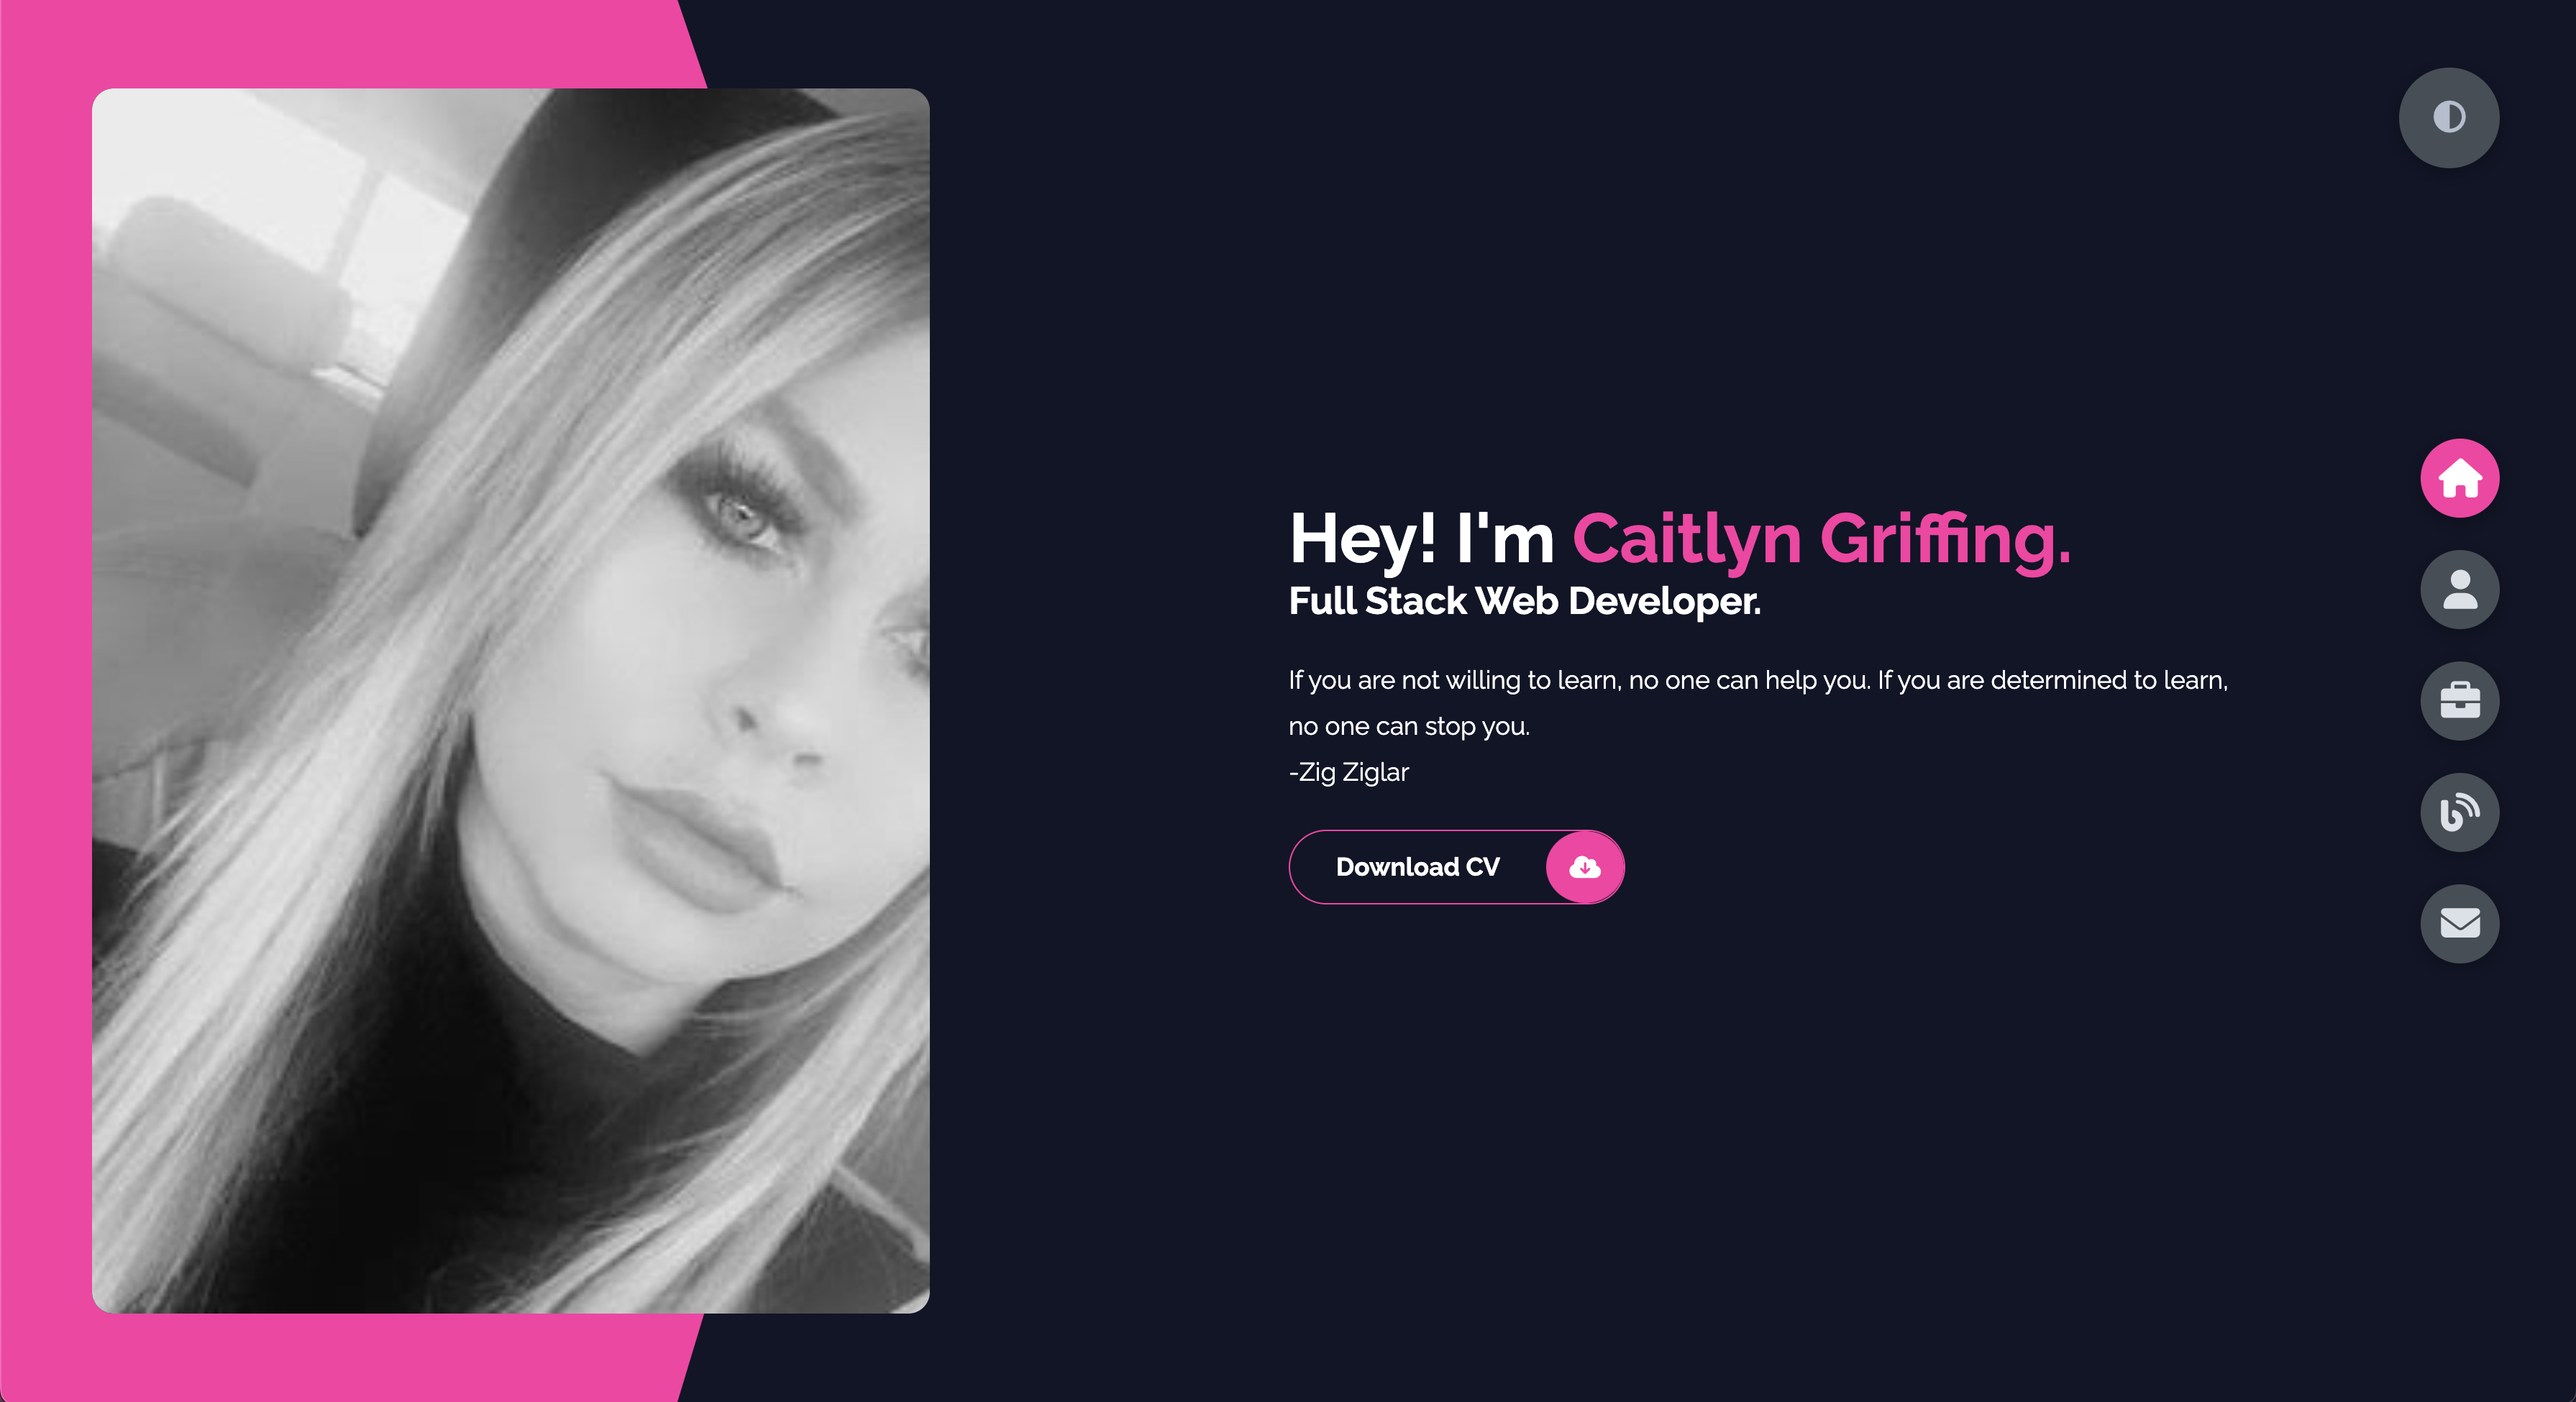 Hey! I'm Caitlyn Griffing.
Full Stack Web Developer.
If you are not willing to learn, no one can help you. If you are determined to learn,
no one can stop you.
-Zig Ziglar
Download CV